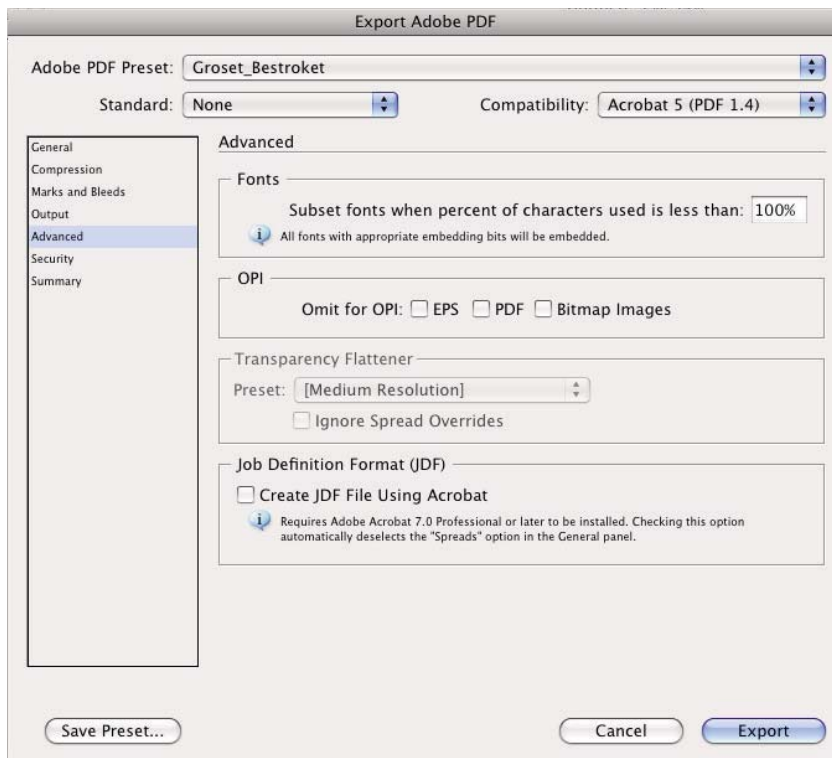 Export Adobe PDF
Adobe PDF Preset: Groset_Bestroket
Standard: None Compatibility: Acrobat 5 (PDF 1.4)
General
Compression
Marks and Bleeds
Output
Advanced
Security
Summary
Advanced
Fonts
Subset fonts when percent of characters used is less than: 100%
All fonts with appropriate embedding bits will be embedded.
OPI
Omit for OPI: EPS PDF Bitmap Images
Transparency Flattener
Preset: [Medium Resolution]
Ignore Spread Overrides
Job Definition Format (JDF)
Create JDF File Using Acrobat
Requires Adobe Acrobat 7.0 Professional or later to be installed. Checking this option
automatically deselects the "Spreads" option in the General panel.
Save Preset... Cancel Export